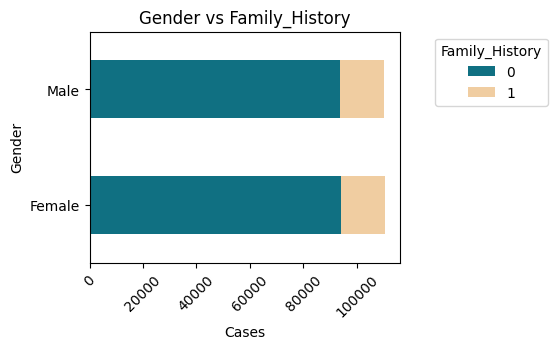 Gender vs Family_History
Family_History
0
1
Gender
Male
Female
0
20000
40000
60000
80000
100000
Cases